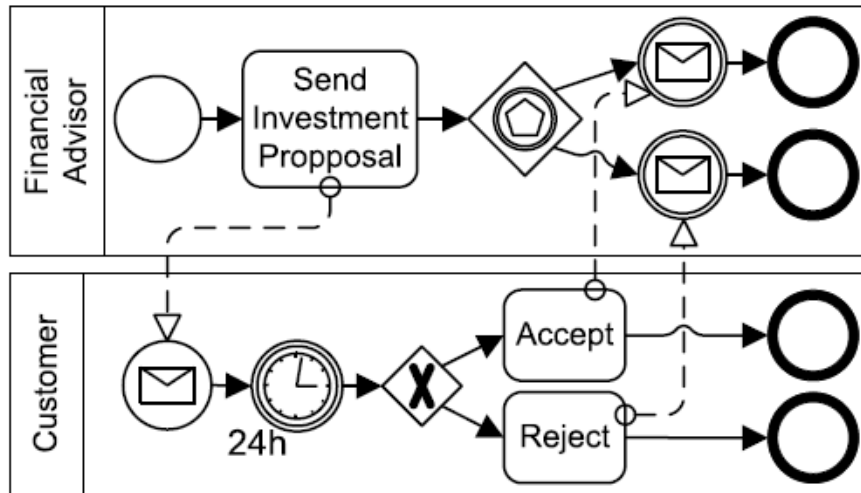 Financial
Advisor
Send
Investment
Propposal
Customer
24h
Accept
Reject